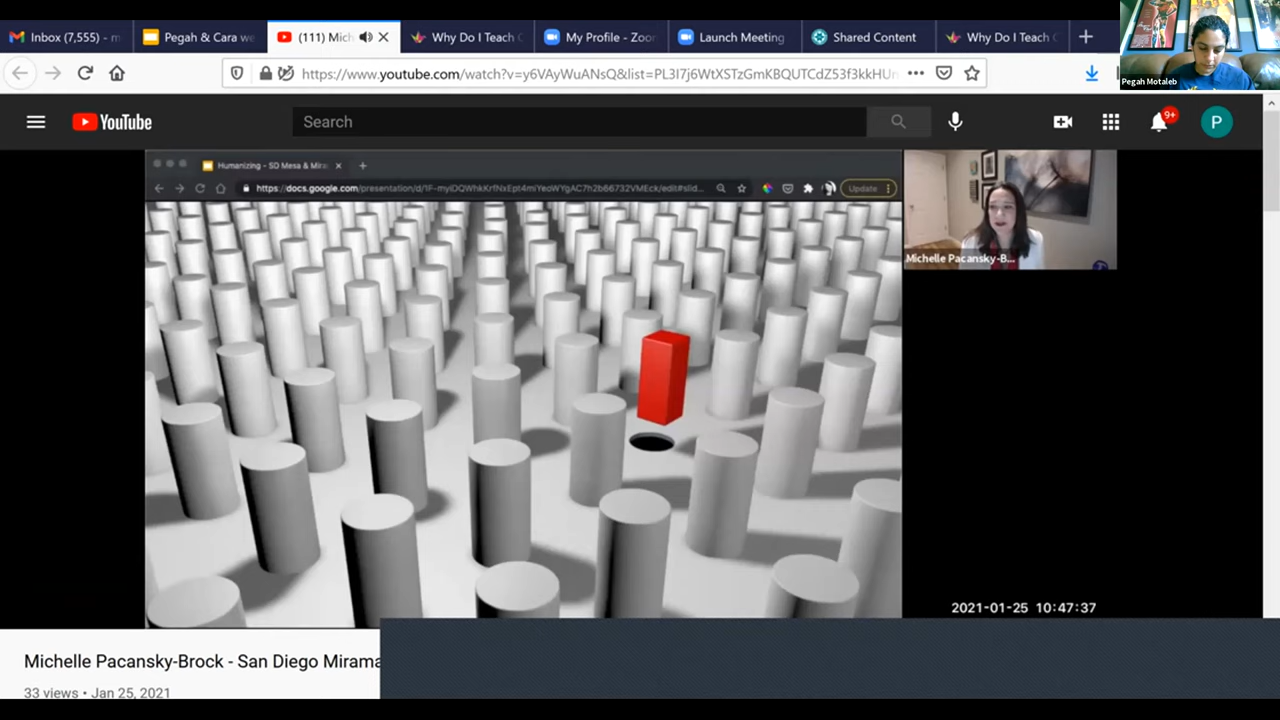 Inbox (7,555) - m
Pegah & Cara we
(111) Mich
Why Do I Teach C
My Profile - Zoom
Launch Meeting
Shared Content
Why Do I Teach C
https://www.youtube.com/watch?v=y6VAyWuANsQ&list=PL3I7j6WtXSTzGmKBQUTCdZ53f3kkHUn
Pegah Motaleb
YouTube
Search
9+
P
Humanizing - SD Mesa & Mira
Update
Michelle Pacansky-B...
2021-01-25 10:47:37
Michelle Pacansky-Brock - San Diego Mirama
33 views • Jan 25, 2021